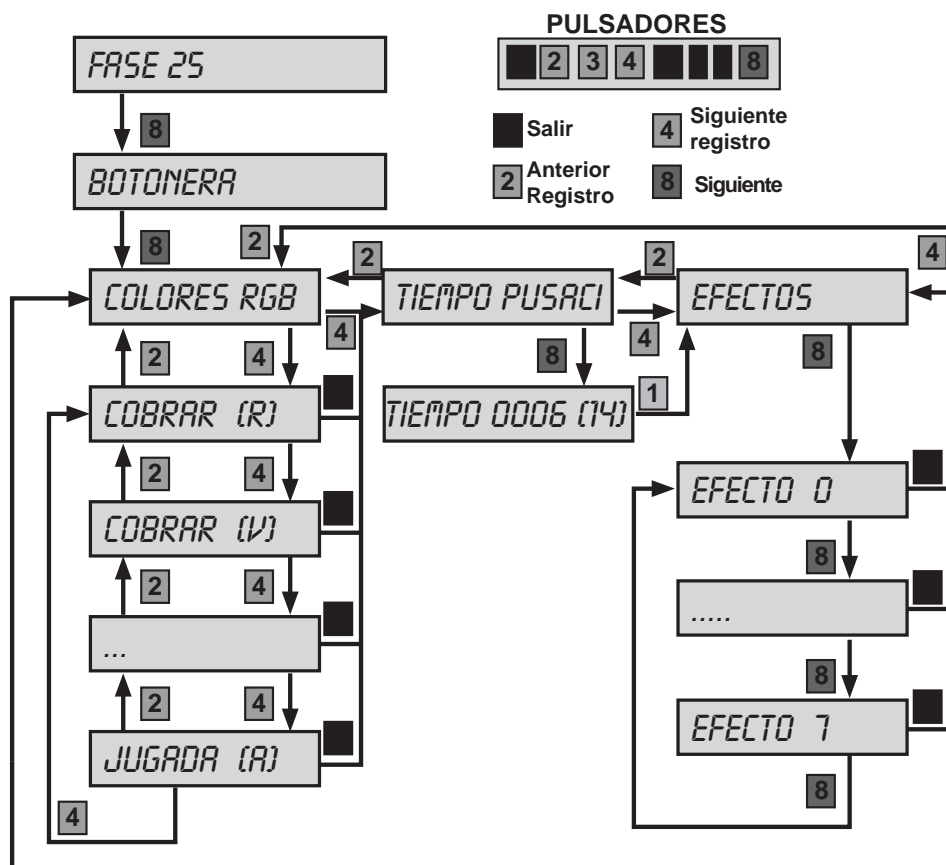 PULSADORES
2 3 4 8
Salir
4 Siguiente
registro
2 Anterior
Registro
8 Siguiente
FASE 25
8
BOTONERA
8
2
2
2
4
COLORES RGB
TIEMPO PUSACI
EFECTOS
4
4
2
4
8
8
COBRAR (R)
TIEMPO 0006 (14)
1
2
4
EFECTO 0
COBRAR (V)
8
2
4
...
.....
2
4
8
EFECTO 7
JUGADA (A)
8
4